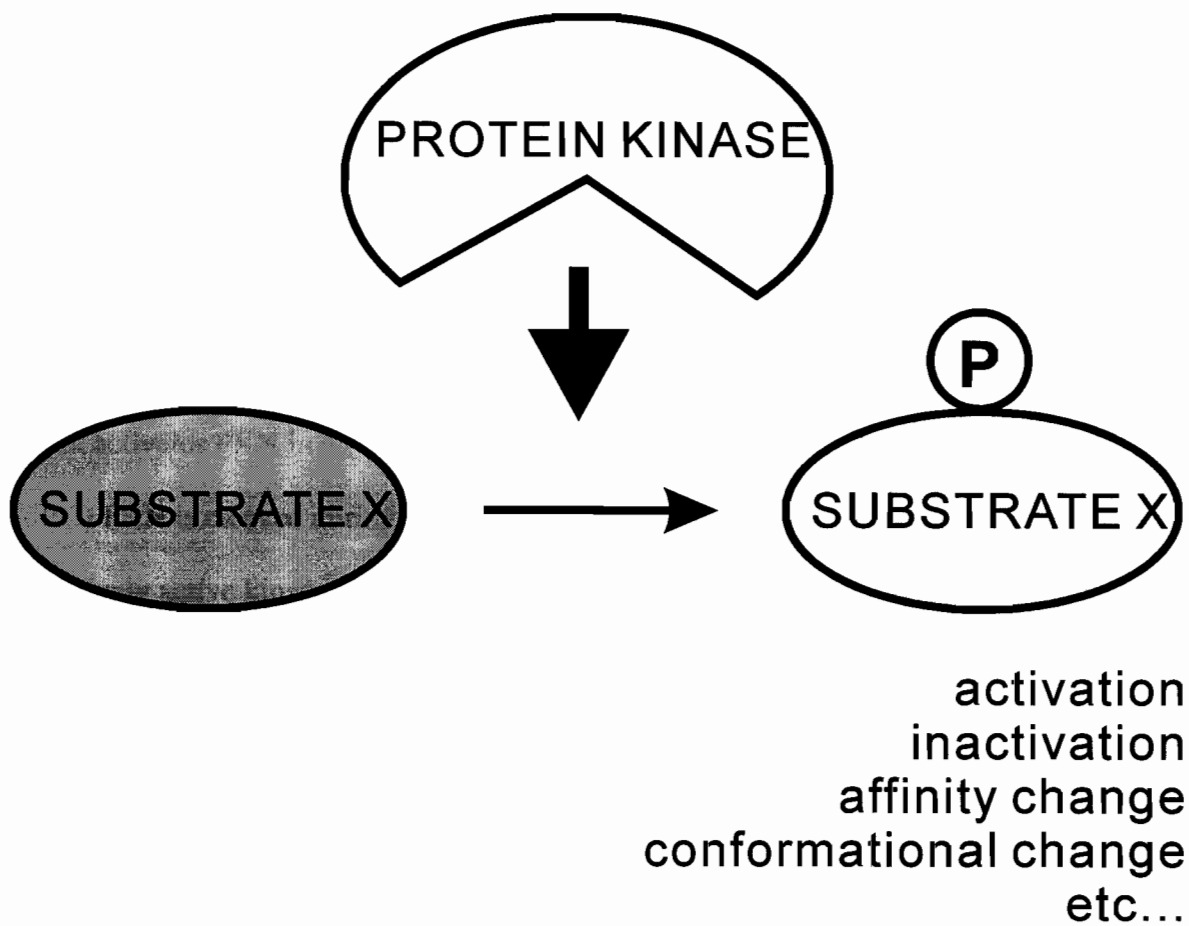 PROTEIN KINASE
P
SUBSTRATE X
SUBSTRATE X
activation
inactivation
affinity change
conformational change
etc...